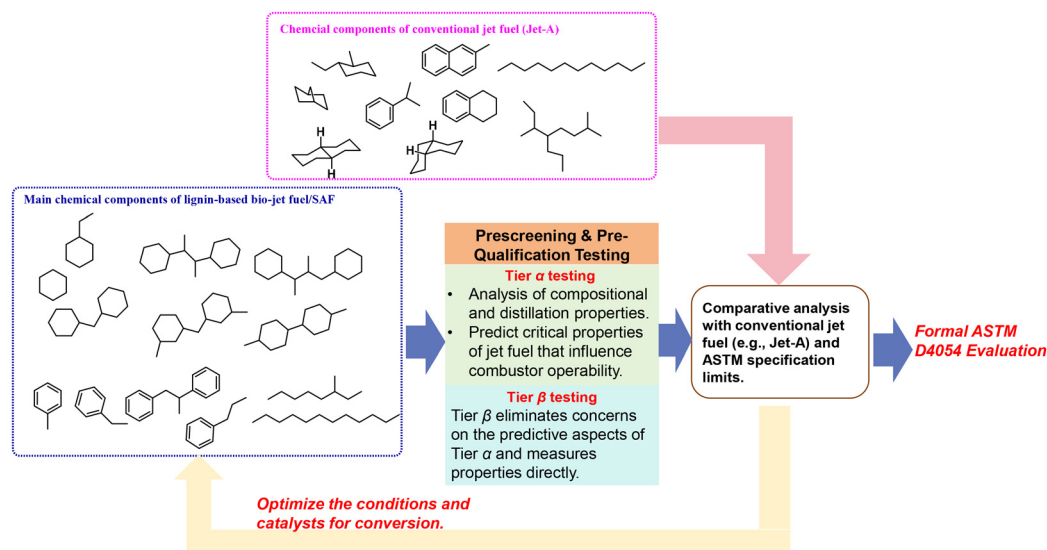 Chemcial components of conventional jet fuel (Jet-A)
H
H
H
H
Main chemical components of lignin-based bio-jet fuel/SAF
Prescreening & Pre-
Qualification Testing
Tier α testing
• Analysis of compositional
and distillation properties.
• Predict critical properties
of jet fuel that influence
combustor operability.
Tier β testing
Tier β eliminates concerns
on the predictive aspects of
Tier α and measures
properties directly.
Comparative analysis
with conventional jet
fuel (e.g., Jet-A) and
ASTM specification
limits.
Formal ASTM
D4054 Evaluation
Optimize the conditions and
catalysts for conversion.